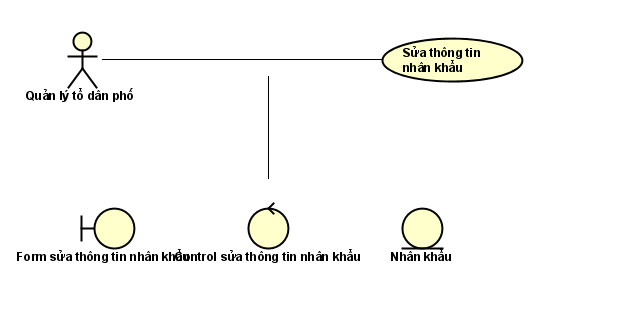 Sửa thông tin
nhân khẩu
Quản lý tổ dân phố
Form sửa thông tin nhân khẩu
Control sửa thông tin nhân khẩu
Nhân khẩu